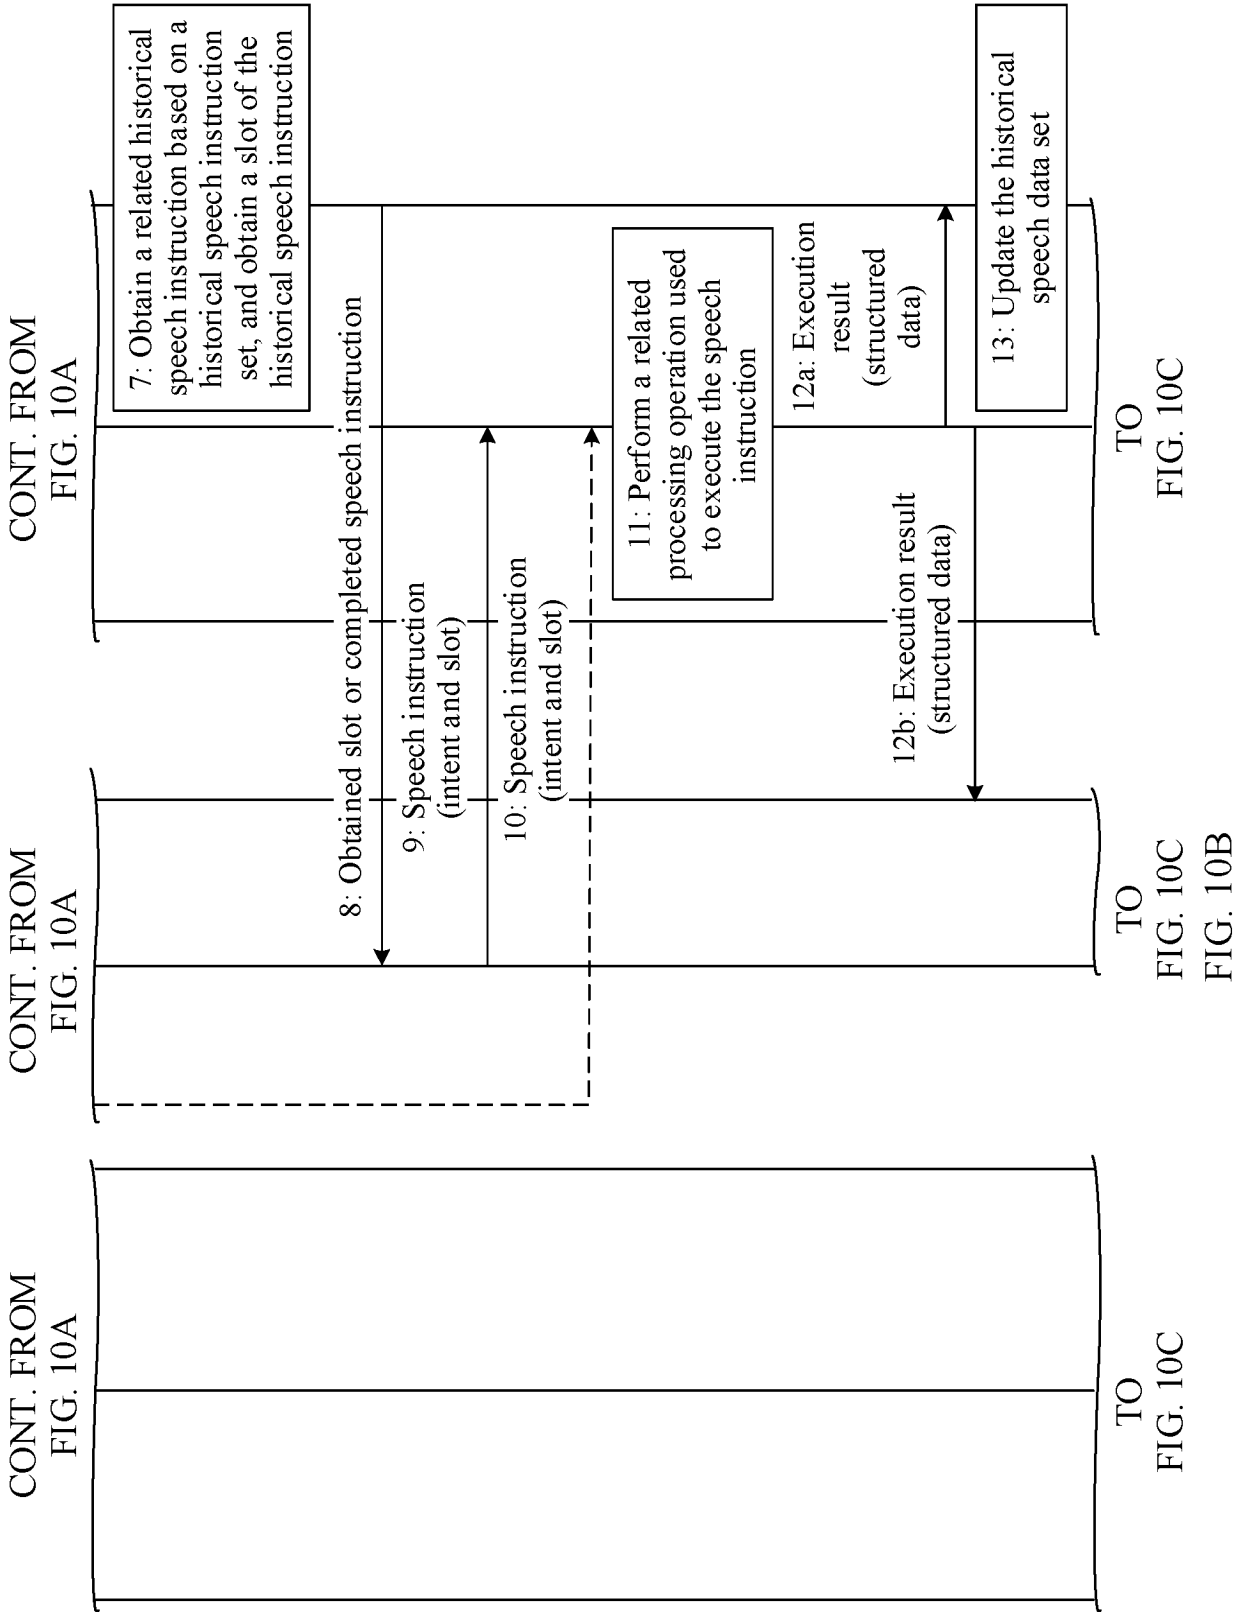 CONT. FROM
FIG. 10A
CONT. FROM
FIG. 10A
CONT. FROM
FIG. 10A
7: Obtain a related historical
speech instruction based on a
historical speech instruction
set, and obtain a slot of the
historical speech instruction
8: Obtained slot or completed speech instruction
9: Speech instruction
(intent and slot)
10: Speech instruction
(intent and slot)
11: Perform a related
processing operation used
to execute the speech
instruction
12a: Execution
result
(structured
data)
12b: Execution result
(structured data)
13: Update the historical
speech data set
TO
FIG. 10C
TO
FIG. 10C
TO
FIG. 10C
FIG. 10B